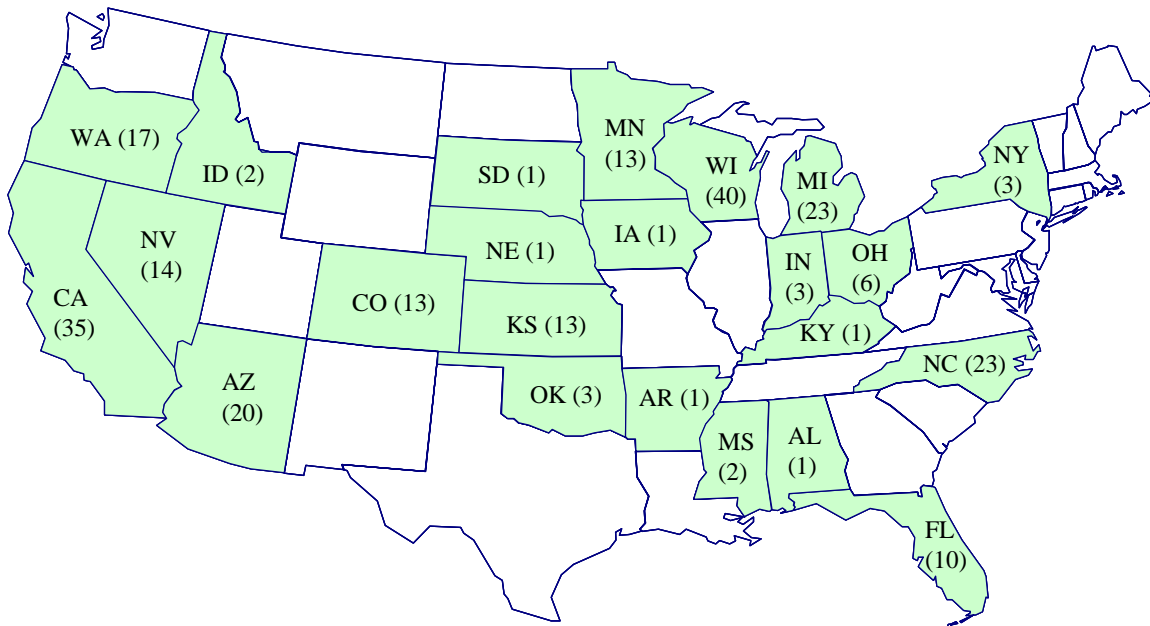 WA (17)
ID (2)
SD (1)
MN
(13)
WI
(40)
MI
(23)
NY
(3)
NV
(14)
NE (1)
IA (1)
IN
(3)
OH
(6)
CA
(35)
CO (13)
KS (13)
KY (1)
AZ
(20)
OK (3)
AR (1)
NC (23)
MS
(2)
AL
(1)
FL
(10)